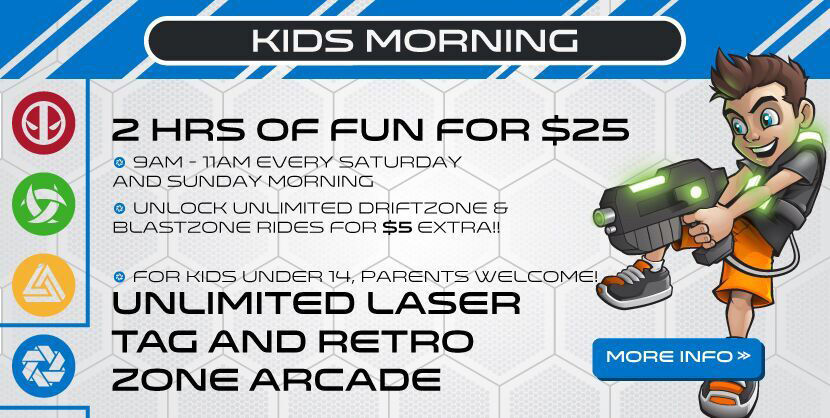 KIDS MORNING
2 HRS OF FUN FOR $25
9AM - 11AM EVERY SATURDAY
AND SUNDAY MORNING
UNLOCK UNLIMITED DRIFTZONE &
BLASTZONE RIDES FOR $5 EXTRA!!
FOR KIDS UNDER 14, PARENTS WELCOME!
UNLIMITED LASER
TAG AND RETRO
ZONE ARCADE
MORE INFO »